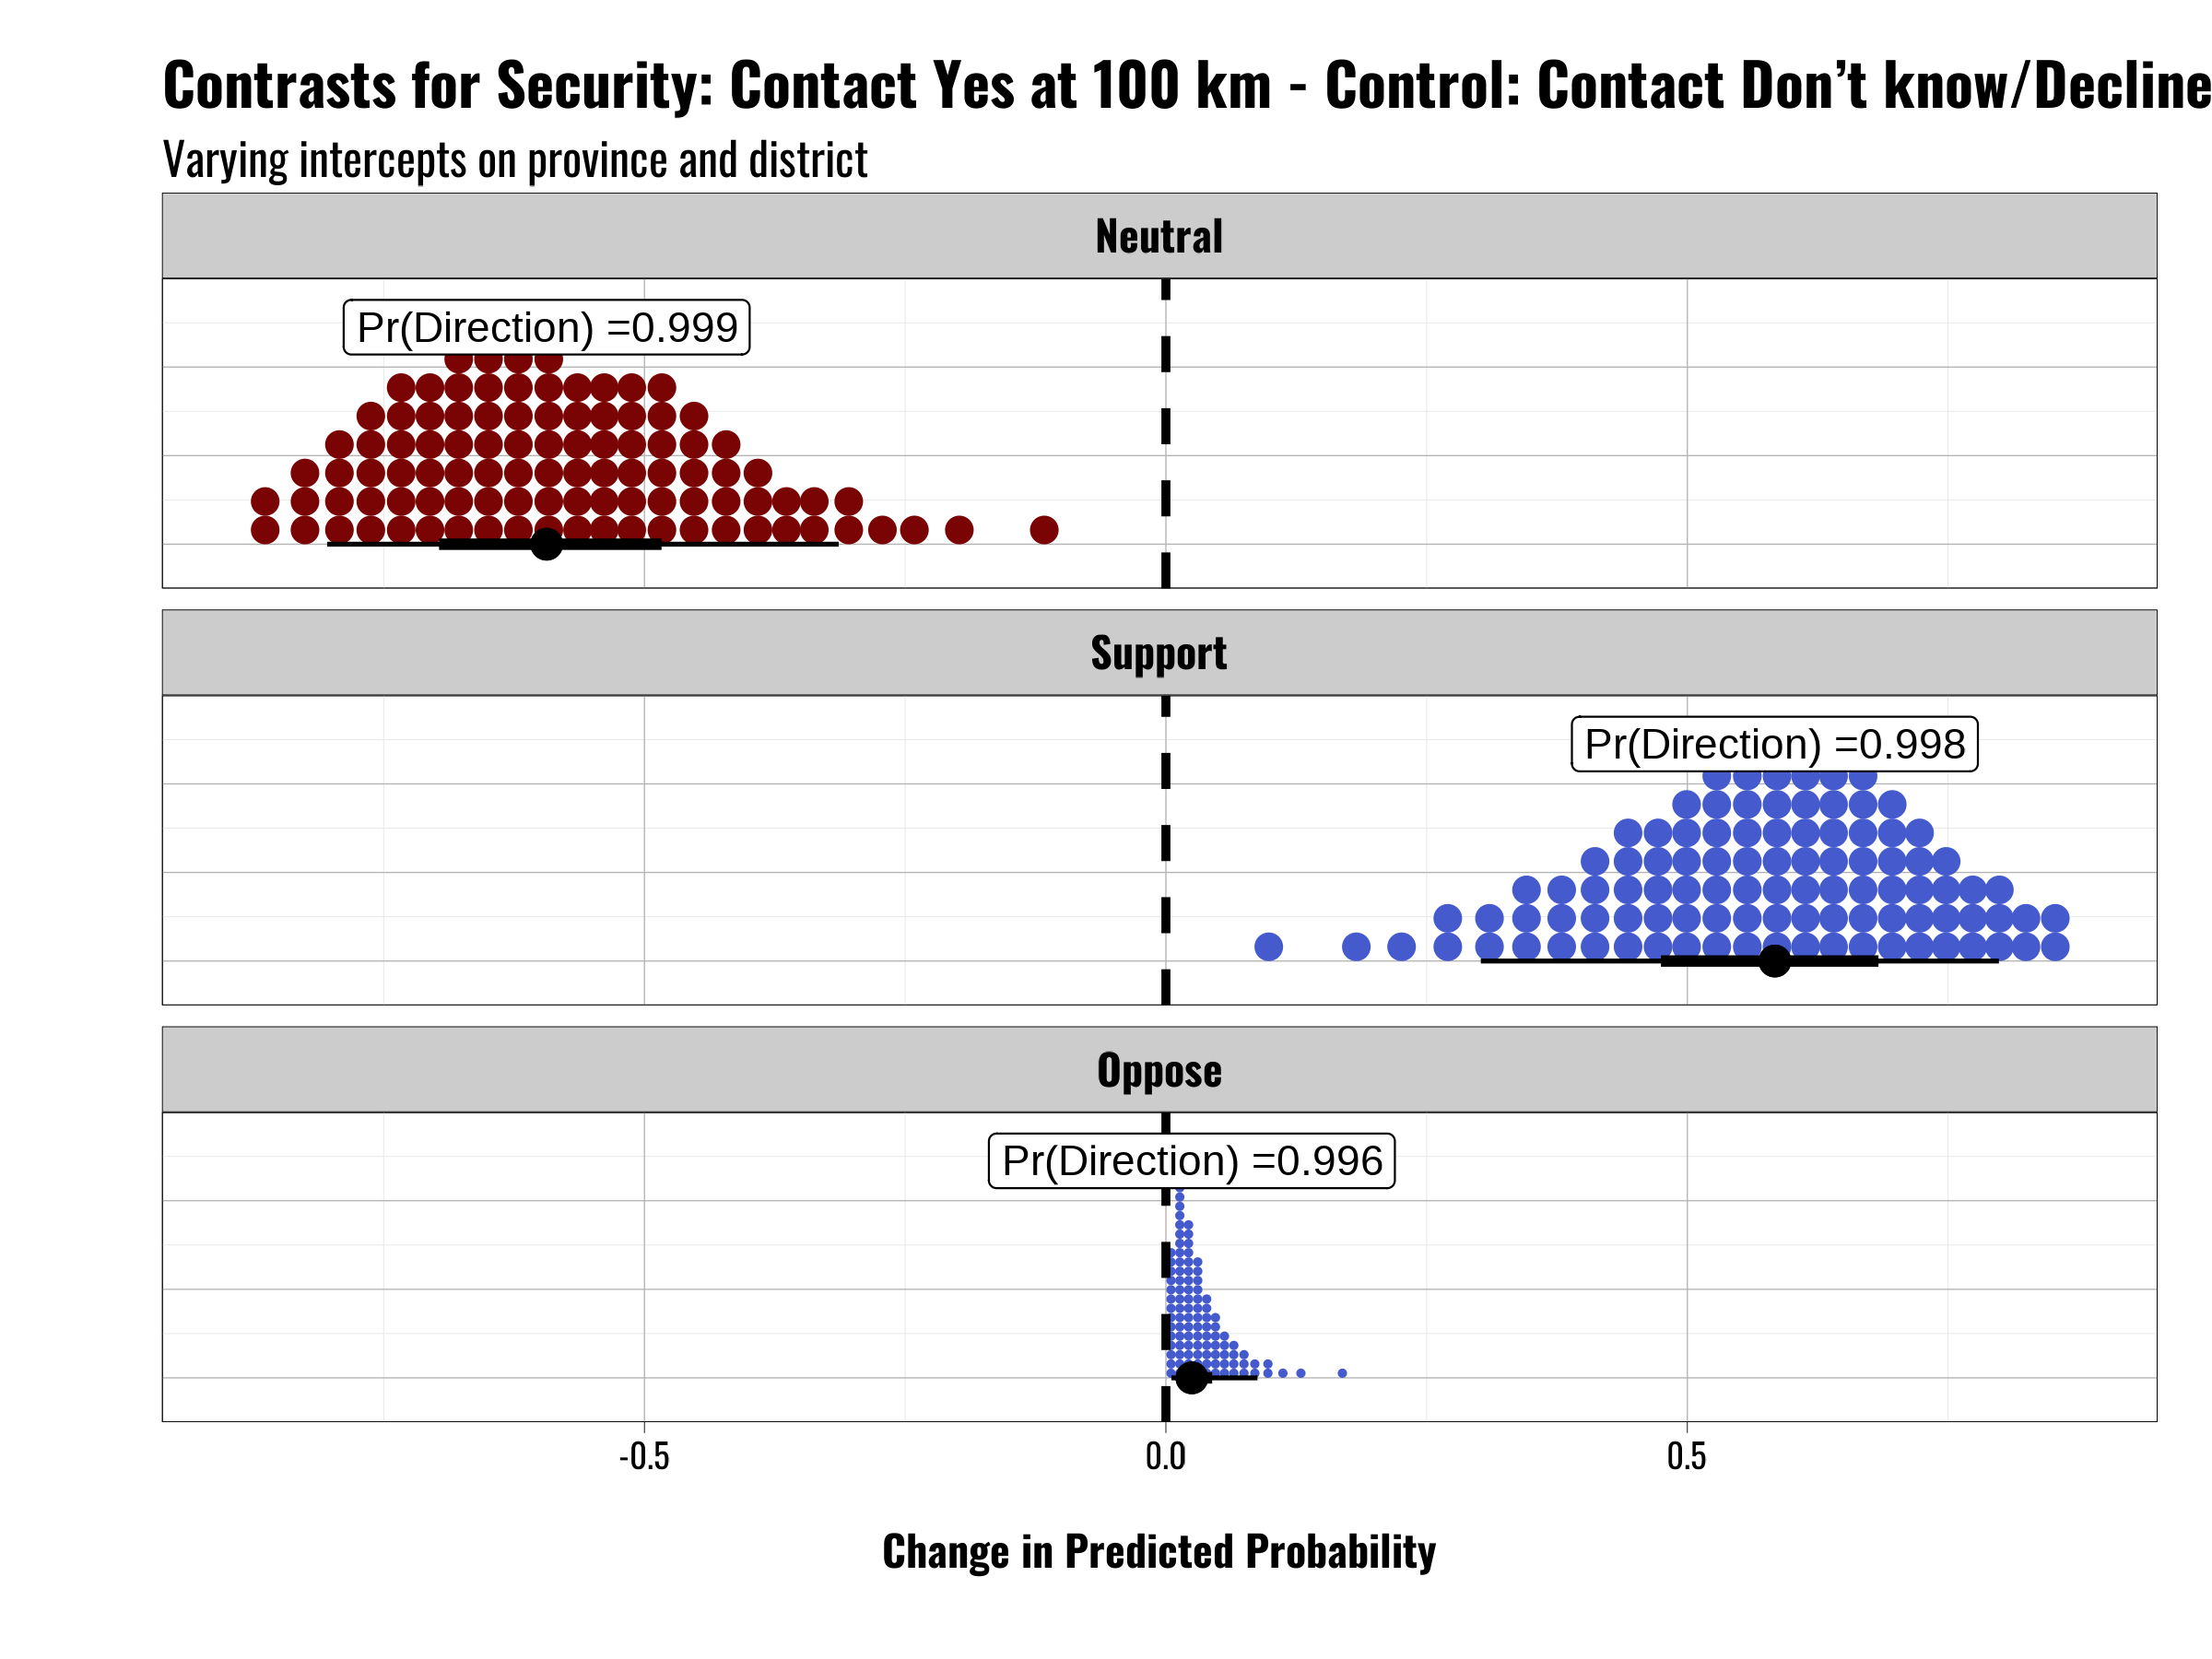 Contrasts for Security: Contact Yes at 100 km - Control: Contact Don’t know/Decline
Varying intercepts on province and district
Neutral
Pr(Direction) =0.999
Support
Pr(Direction) =0.998
Oppose
Pr(Direction) =0.996
-0.5 0.0 0.5
Change in Predicted Probability